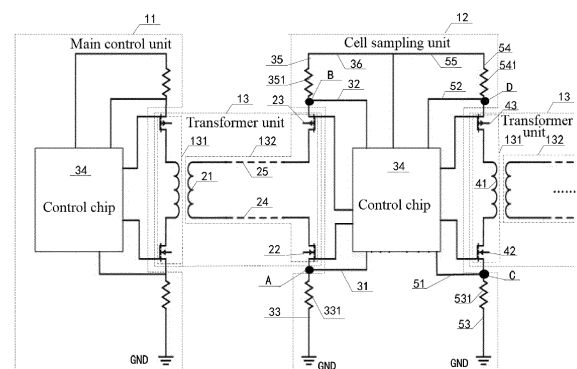 11
12
Main control unit
Cell sampling unit
35
36
55
54
351
B
32
52
541
D
13
23
43
13
Transformer unit
Transformer
unit
131
132
131
132
34
21
25
34
41
......
Control chip
24
Control chip
22
42
A
31
51
C
331
531
33
53
GND
GND
GND